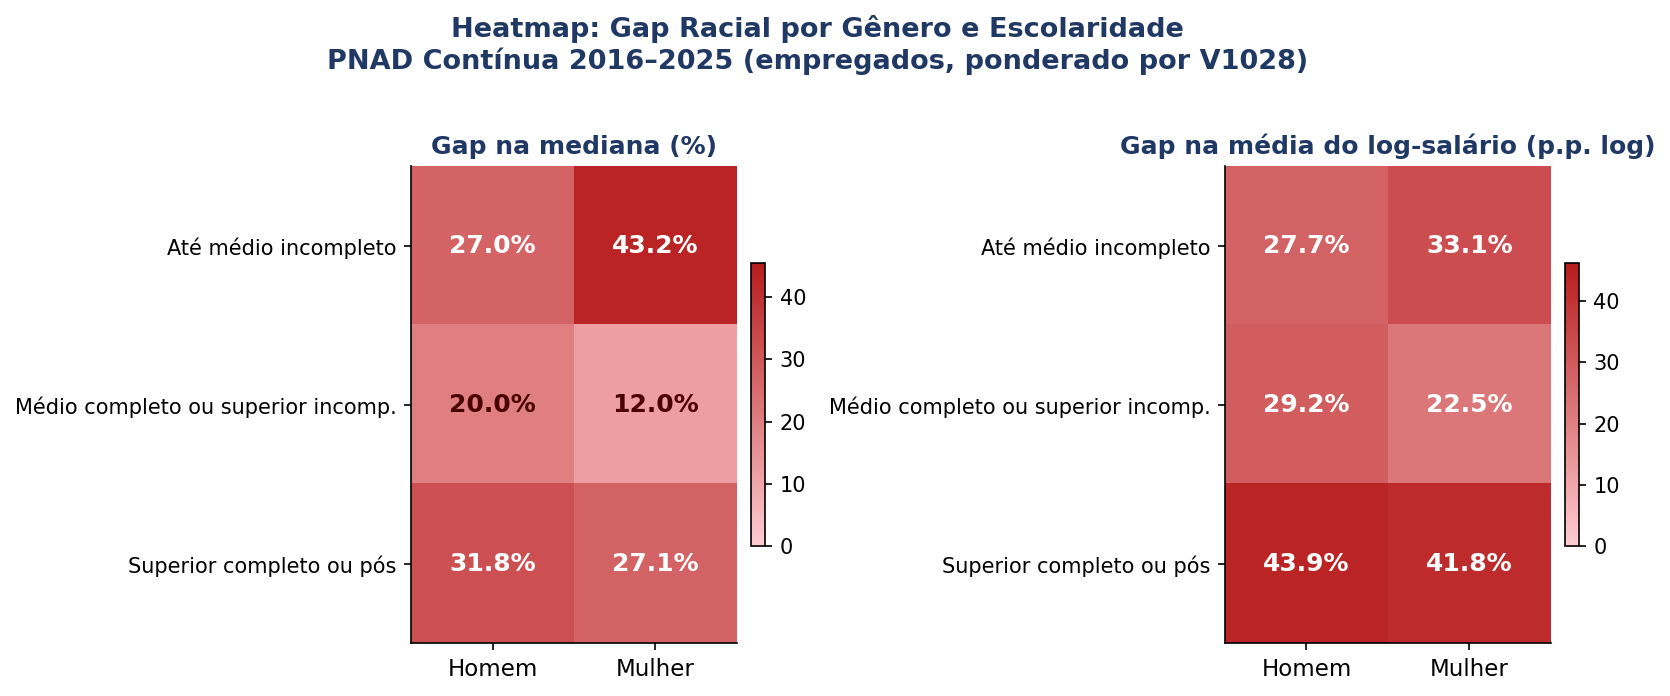 Heatmap: Gap Racial por Gênero e Escolaridade
PNAD Contínua 2016–2025 (empregados, ponderado por V1028)
Gap na mediana (%)
Até médio incompleto
27.0%
43.2%
Médio completo ou superior incomp.
20.0%
12.0%
Superior completo ou pós
31.8%
27.1%
Homem
Mulher
40
30
20
10
0
Gap na média do log-salário (p.p. log)
Até médio incompleto
27.7%
33.1%
Médio completo ou superior incomp.
29.2%
22.5%
Superior completo ou pós
43.9%
41.8%
Homem
Mulher
40
30
20
10
0